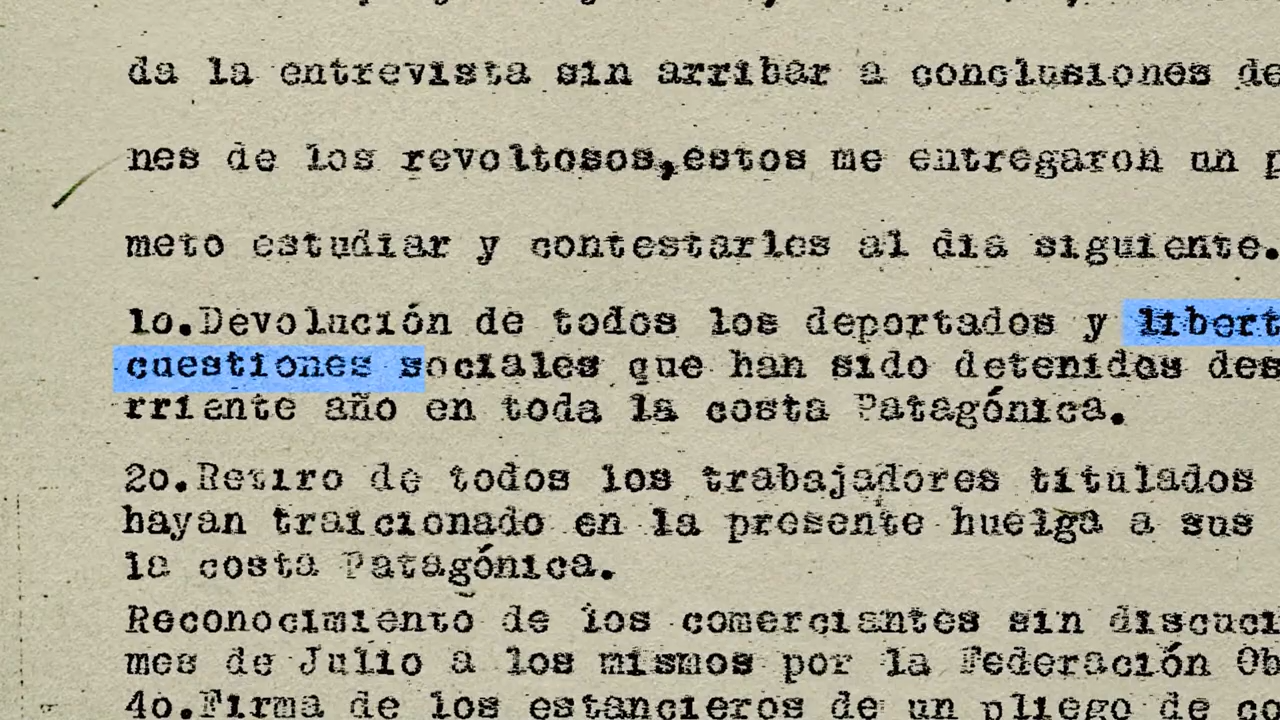 da la entrevista sin arribar a conclusiones de
nes de los revoltosos,estos me entregaron un p
meto estudiar y contestarlos al dia siguiente.
1o.Devolución de todos los deportados y libert
cuestiones sociales que han sido detenidos des
rriente año en toda la costa Patagónica.
2o.Retiro de todos los trabajadores titulados
hayan traicionado en la presente huelga a sus
la costa Patagónica.
Reconocimiento de los comerciantes sin discuci
mes de Julio a los mismos por la Federación Ob
4o.Firma de los estancieros de un pliego de co